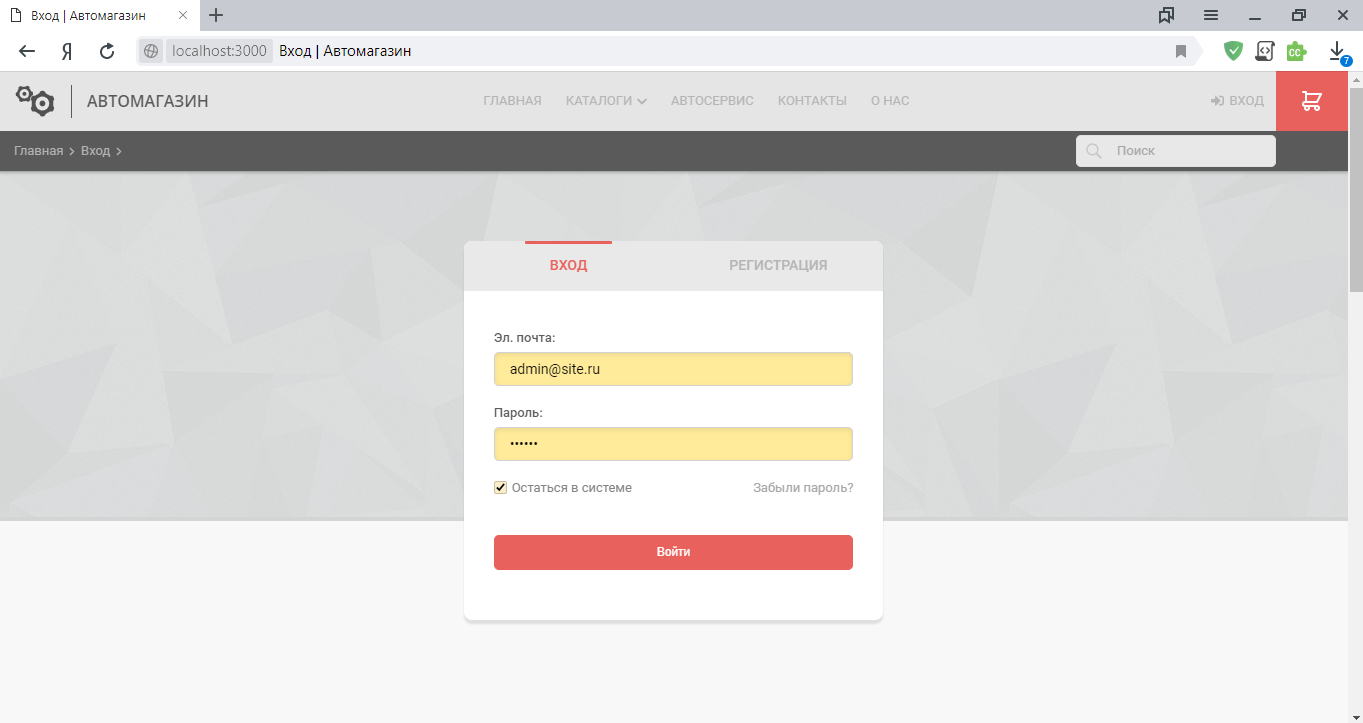 Вход | Автомагазин
localhost:3000 Вход | Автомагазин
7
АВТОМАГАЗИН ГЛАВНАЯ КАТАЛОГИ АВТОСЕРВИС КОНТАКТЫ О НАС ВХОД
Главная Вход Поиск
ВХОД РЕГИСТРАЦИЯ
Эл. почта:
admin@site.ru
Пароль:
••••••
Остаться в системе Забыли пароль?
Войти